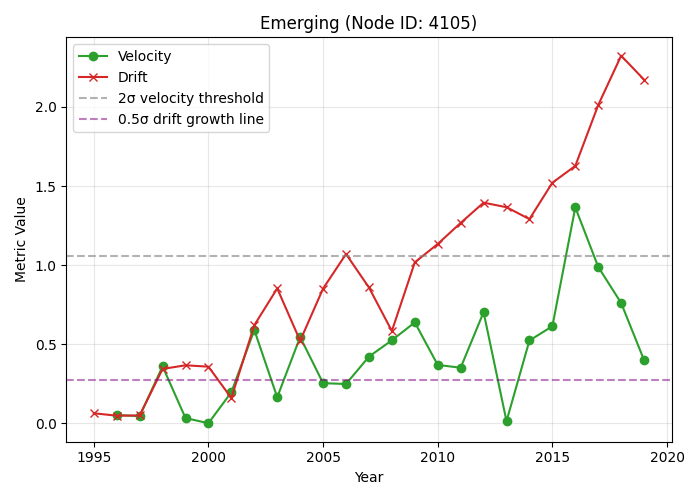 Emerging (Node ID: 4105)
Velocity
Drift
2σ velocity threshold
0.5σ drift growth line
Metric Value
2.0
1.5
1.0
0.5
0.0
1995 2000 2005 2010 2015 2020
Year